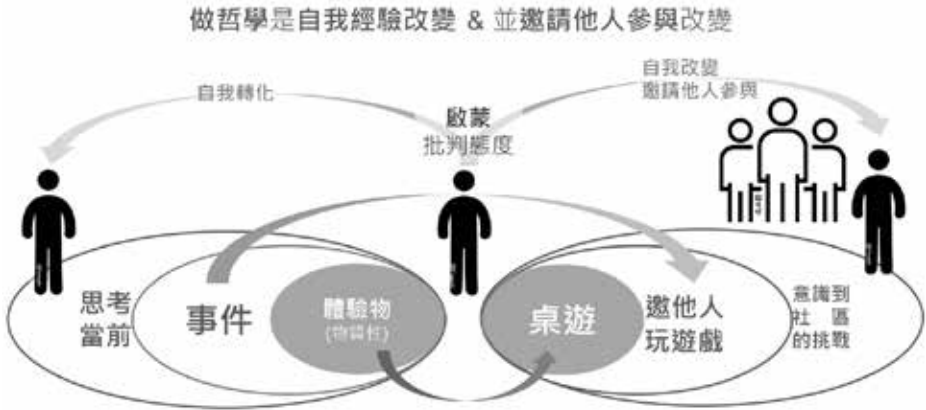 做哲學是自我經驗改變 & 並邀請他人參與改變
自我轉化
自我改變
邀請他人參與
啟蒙
批判態度
思考
當前
事件
體驗物
(物質性)
桌遊
邀他人
玩遊戲
意識到
社區
的挑戰